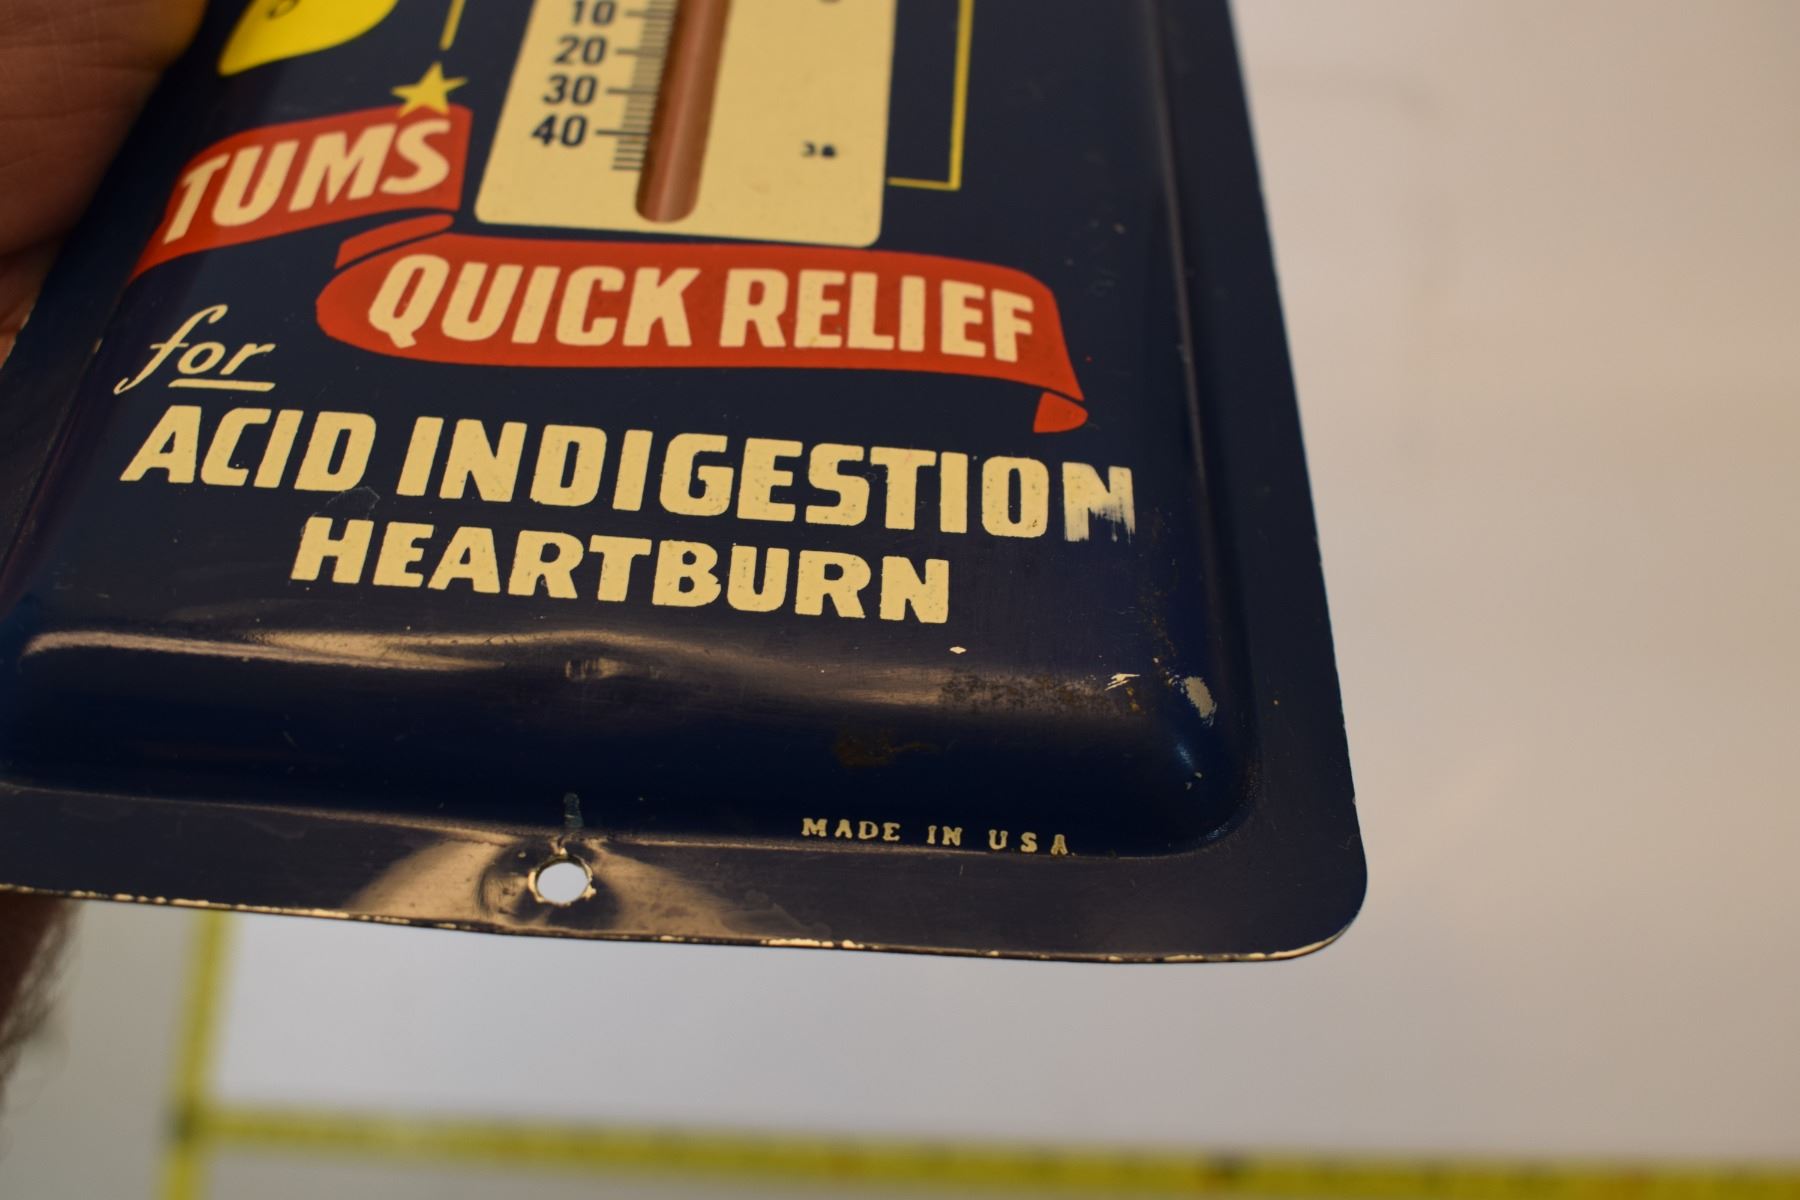 10
20
30
40
TUMS
QUICK RELIEF
for
ACID INDIGESTION
HEARTBURN
MADE IN USA